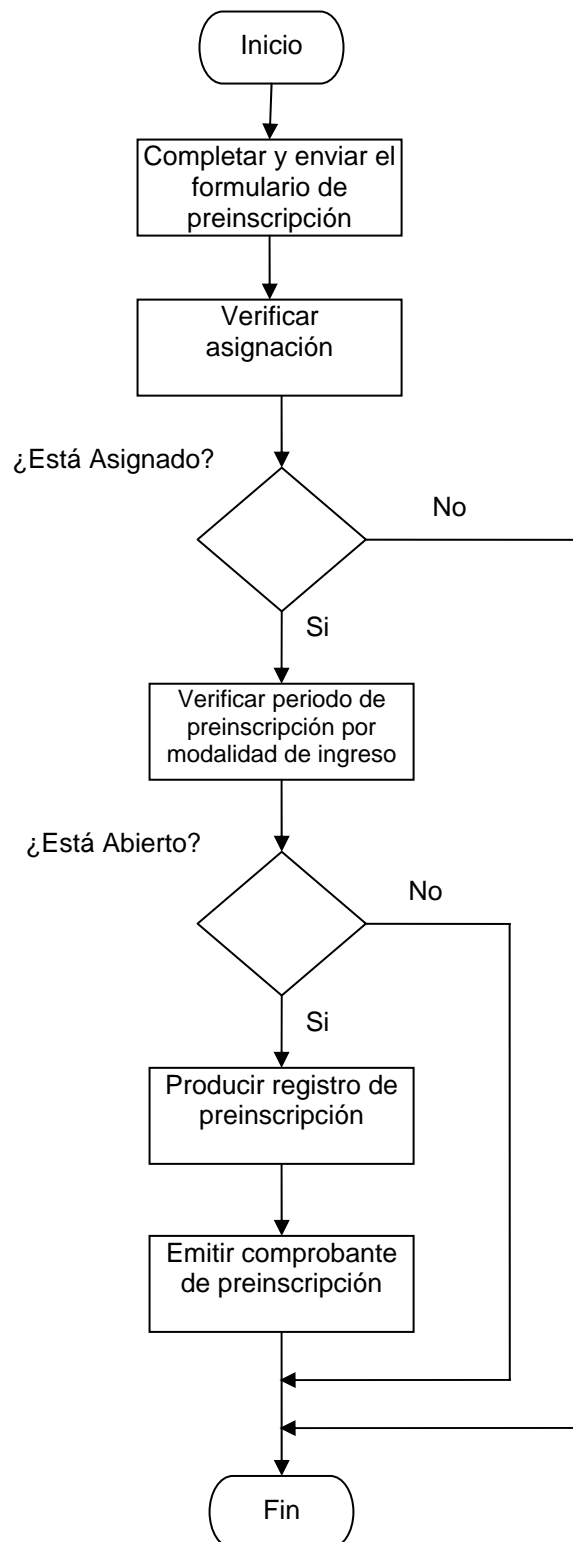 Inicio
Completar y enviar el
formulario de
preinscripción
Verificar
asignación
¿Está Asignado?
No
Si
Verificar periodo de
preinscripción por
modalidad de ingreso
¿Está Abierto?
No
Si
Producir registro de
preinscripción
Emitir comprobante
de preinscripción
Fin